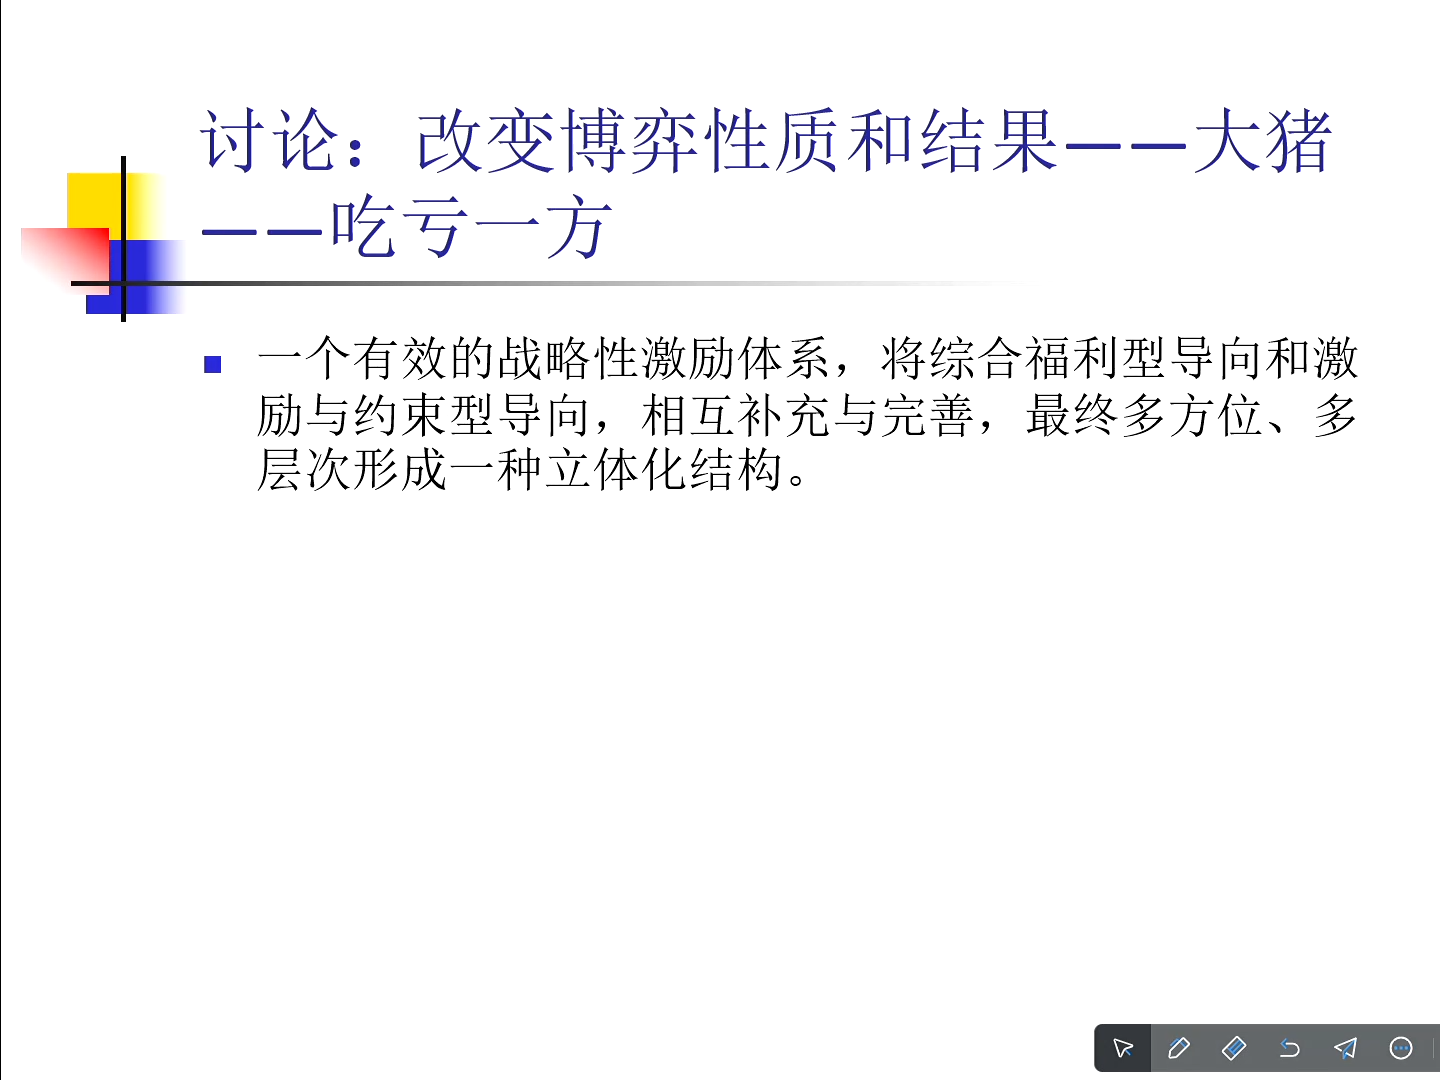 讨论：改变博弈性质和结果——大猪
——吃亏一方
一个有效的战略性激励体系，将综合福利型导向和激
励与约束型导向，相互补充与完善，最终多方位、多
层次形成一种立体化结构。